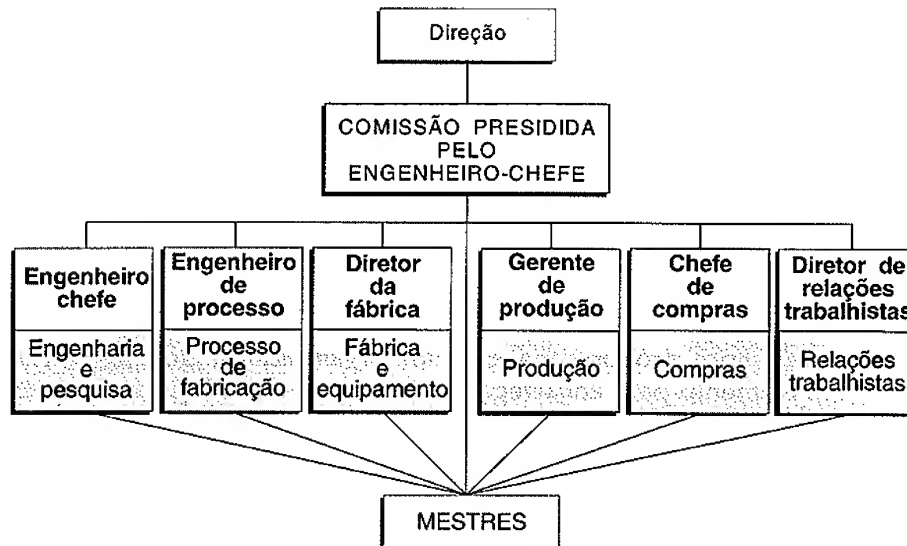 Direção
COMISSÃO PRESIDIDA
PELO
ENGENHEIRO-CHEFE
Engenheiro
chefe
Engenharia
e
pesquisa
Engenheiro
de
processo
Processo
de
fabricação
Diretor
da
fábrica
Fábrica
e
equipamento
Gerente
de
produção
Produção
Chefe
de
compras
Compras
Diretor de
relações
trabalhistas
Relações
trabalhistas
MESTRES